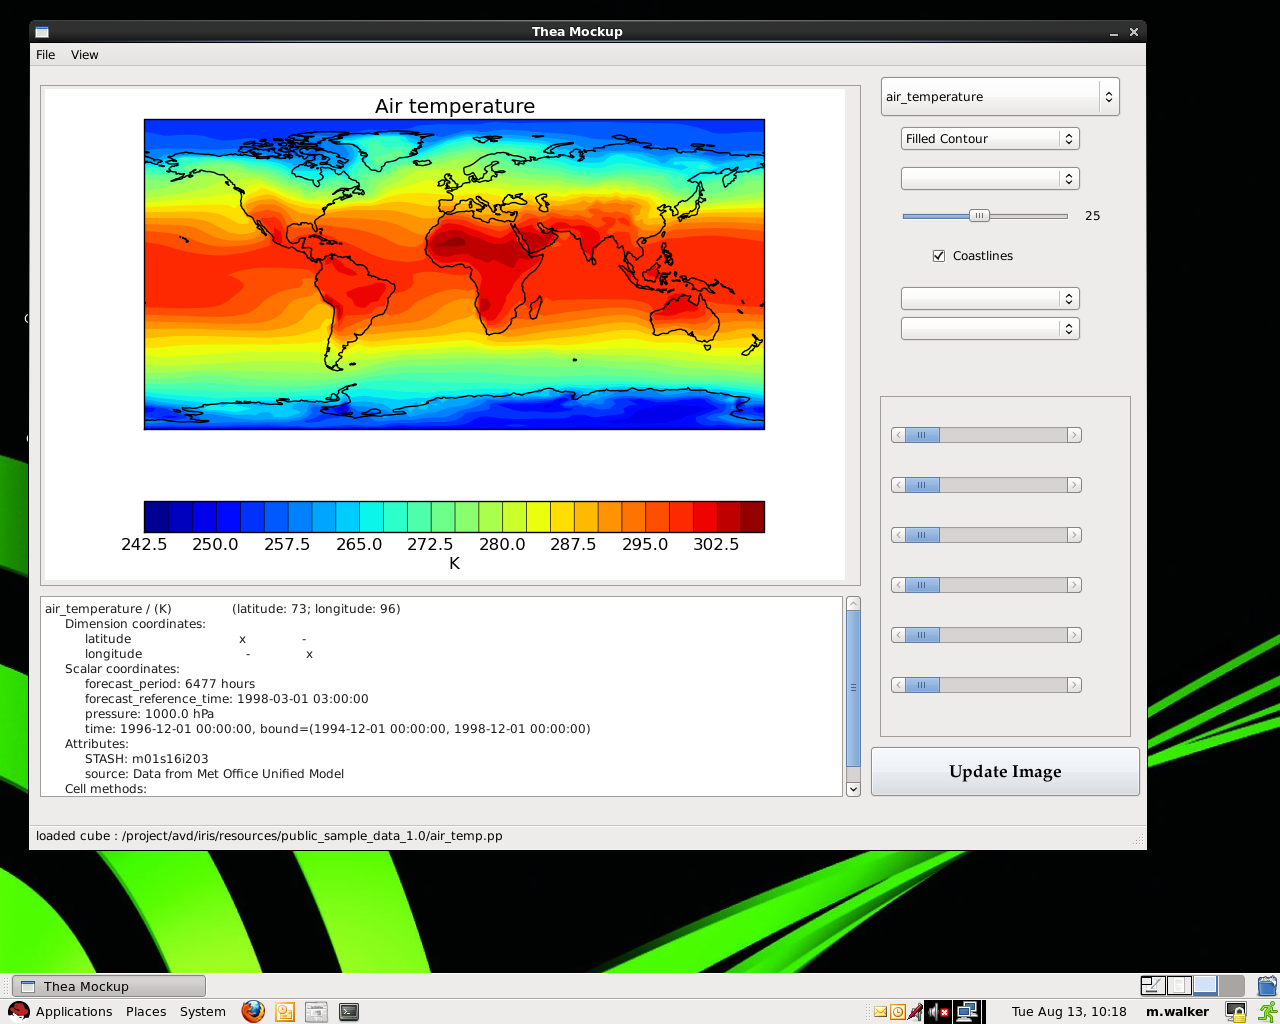 Thea Mockup
File View
Air temperature
242.5 250.0 257.5 265.0 272.5 280.0 287.5 295.0 302.5
K
air_temperature
Filled Contour
25
Coastlines
air_temperature / (K) (latitude: 73; longitude: 96)
Dimension coordinates:
latitude x -
longitude - x
Scalar coordinates:
forecast_period: 6477 hours
forecast_reference_time: 1998-03-01 03:00:00
pressure: 1000.0 hPa
time: 1996-12-01 00:00:00, bound=(1994-12-01 00:00:00, 1998-12-01 00:00:00)
Attributes:
STASH: m01s16i203
source: Data from Met Office Unified Model
Cell methods:
Update Image
loaded cube : /project/avd/iris/resources/public_sample_data_1.0/air_temp.pp
Thea Mockup
Applications Places System Tue Aug 13, 10:18 m.walker